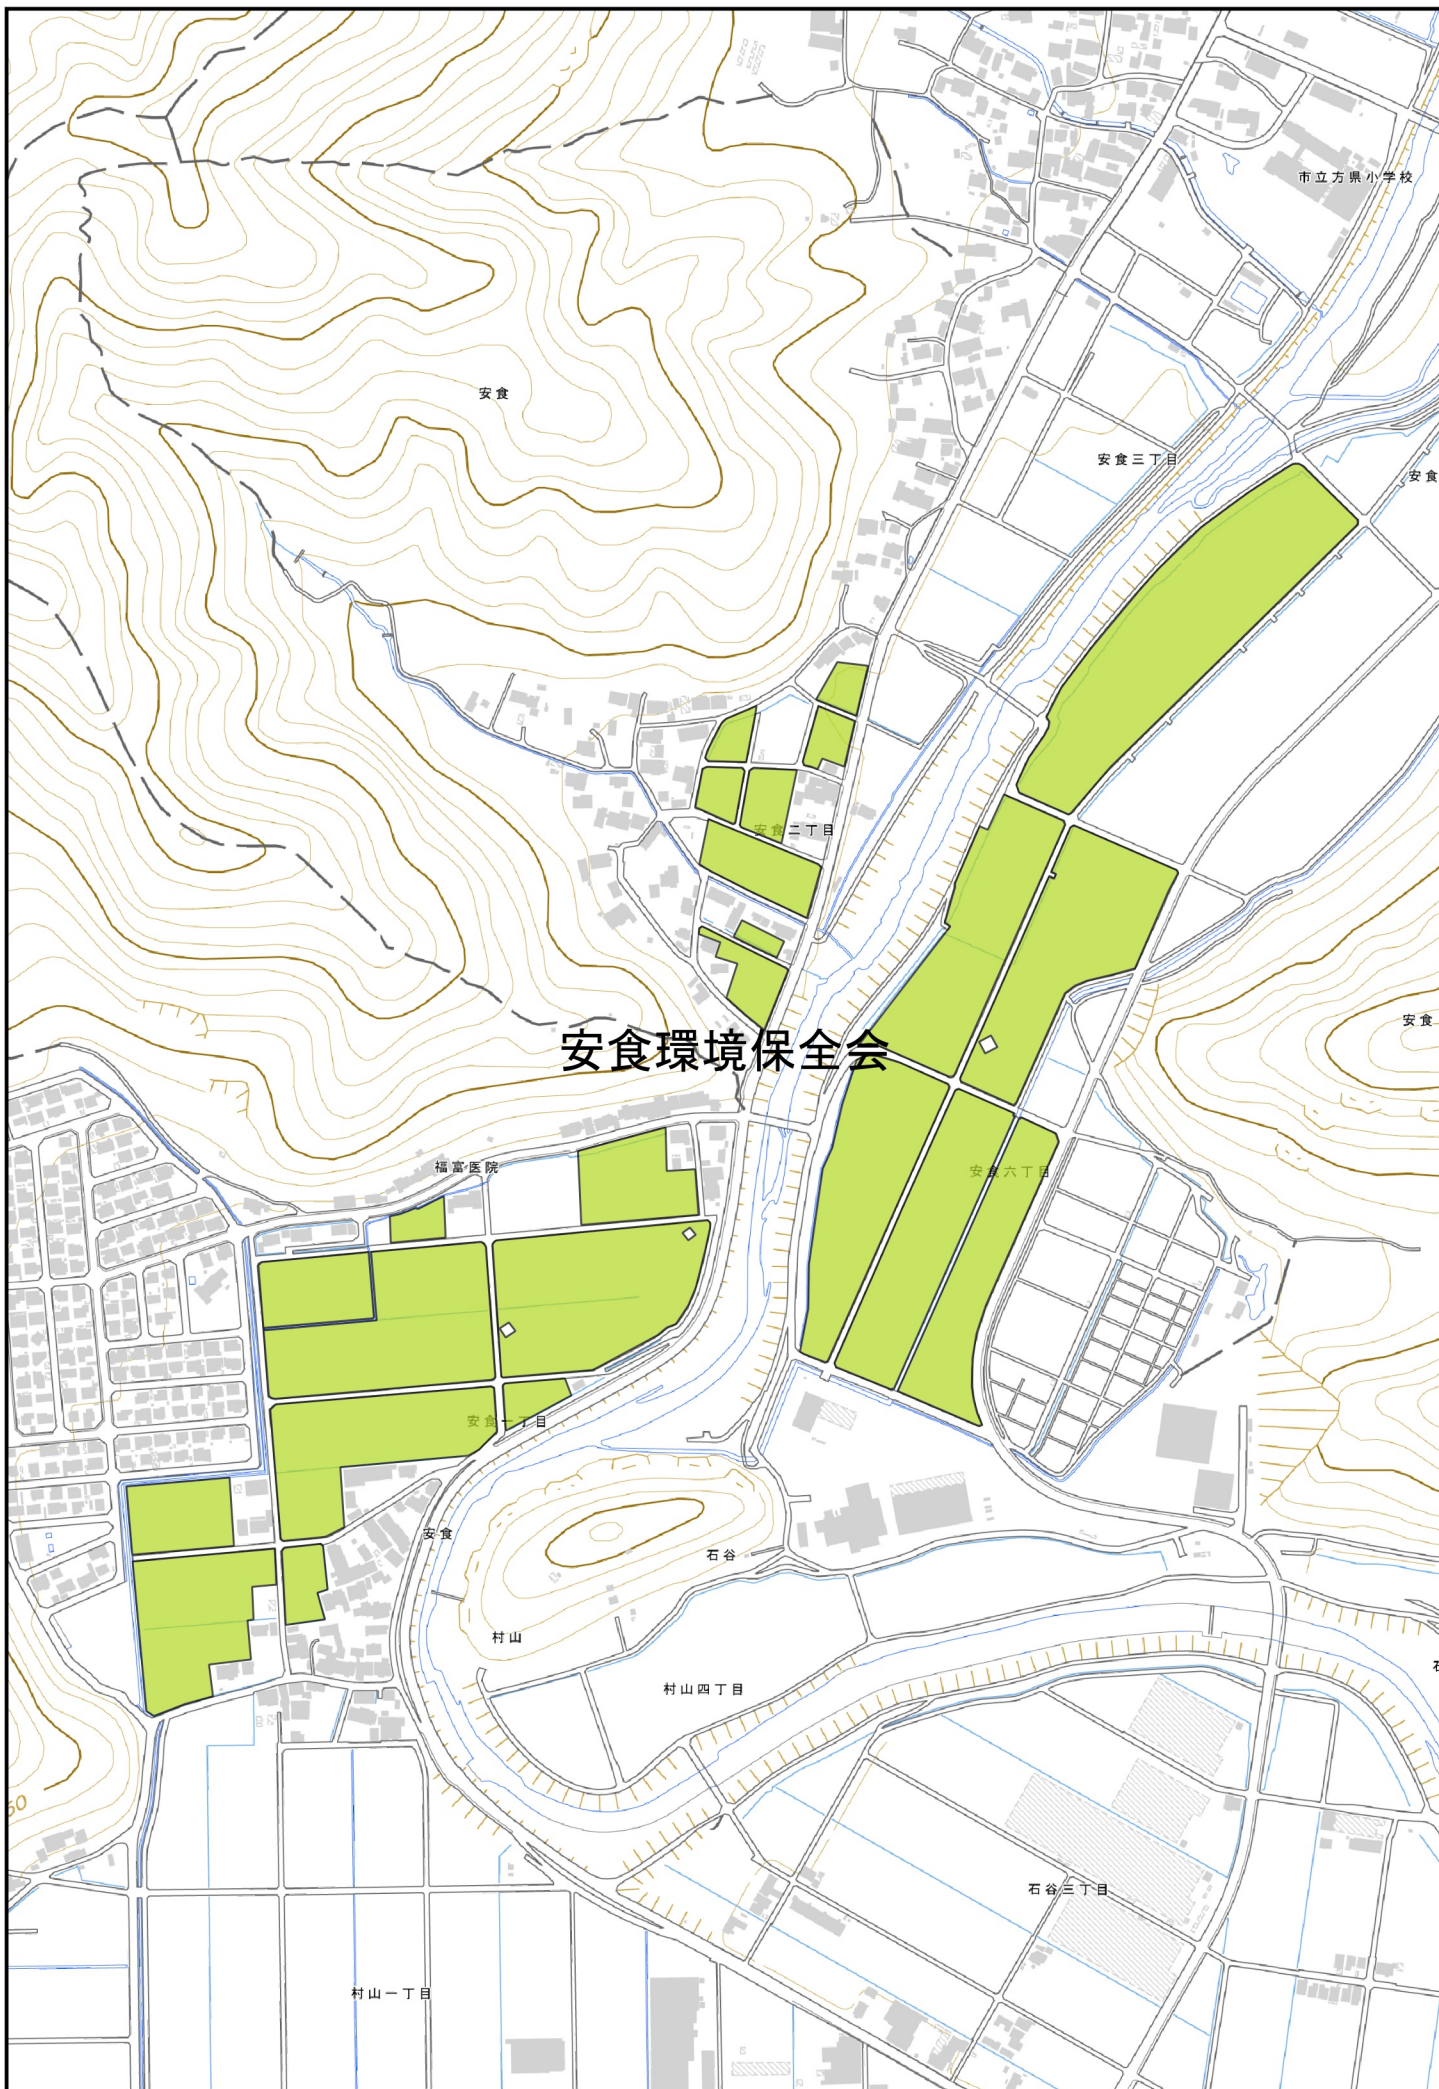 市立方県小学校
安食
安食三丁目
安食
安食二丁目
安食
安食環境保全会
福富医院
安食六丁目
安食一丁目
安食
石谷
村山
村山四丁目
60
石谷三丁目
村山一丁目